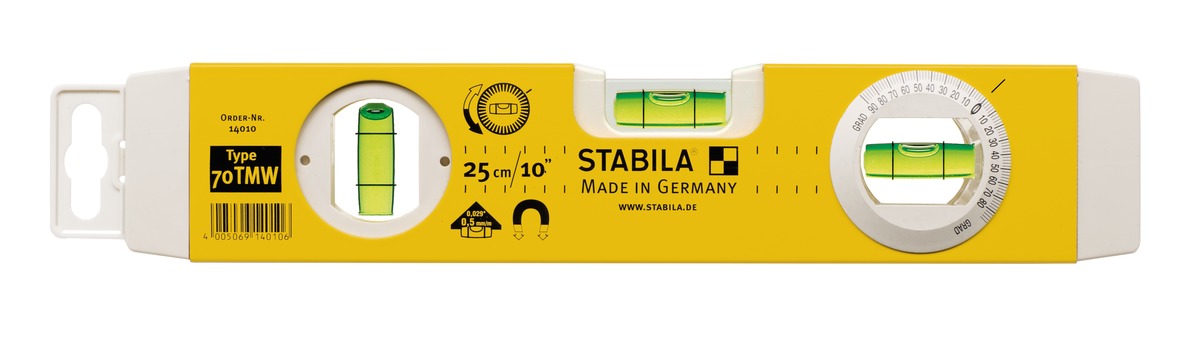 ORDER-NR.
14010
Type
70TMW
4 005069 140106
25 cm/10"
0,029°
0,5 mm/m
STABILA®
MADE IN GERMANY
WWW.STABILA.DE
GRAD 90 80 70 60 50 40 30 20 10 0 10 20 30 40 50 60 70 80 GRAD